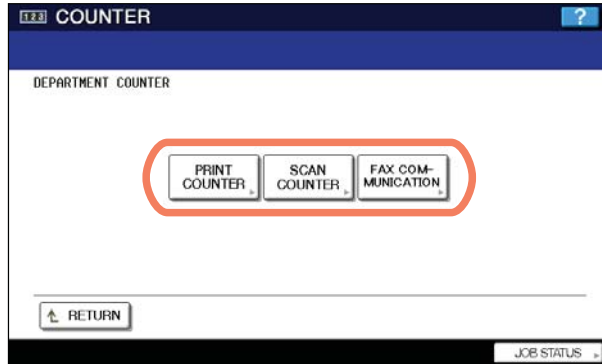 123 COUNTER
?
DEPARTMENT COUNTER
PRINT
COUNTER
SCAN
COUNTER
FAX COM-
MUNICATION
RETURN
JOB STATUS